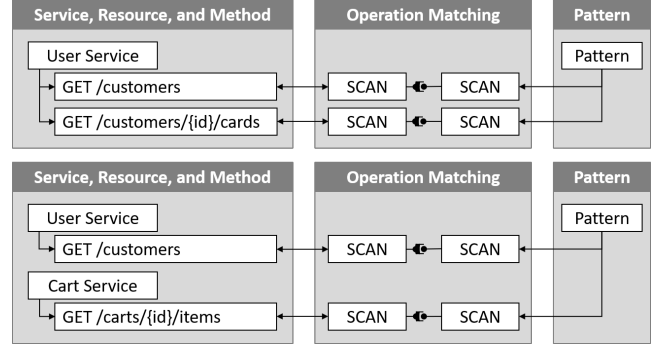 Service, Resource, and Method
Operation Matching
Pattern
User Service
Pattern
GET /customers
SCAN
SCAN
GET /customers/{id}/cards
SCAN
SCAN
Service, Resource, and Method
Operation Matching
Pattern
User Service
Pattern
GET /customers
SCAN
SCAN
Cart Service
GET /carts/{id}/items
SCAN
SCAN